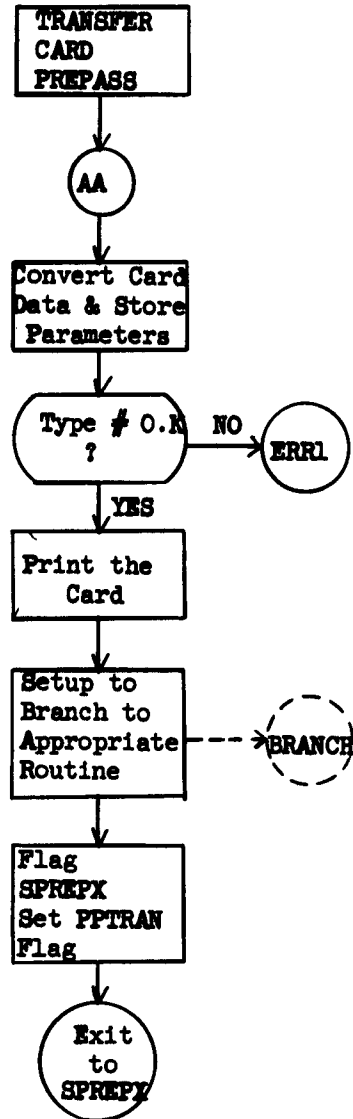 TRANSFER
CARD
PREPASS
AA
Convert Card
Data & Store
Parameters
Type # O.K
?
NO
ERR1
YES
Print the
Card
Setup to
Branch to
Appropriate
Routine
BRANCH
Flag
SPREPX
Set PPTRAN
Flag
Exit
to
SPREPX